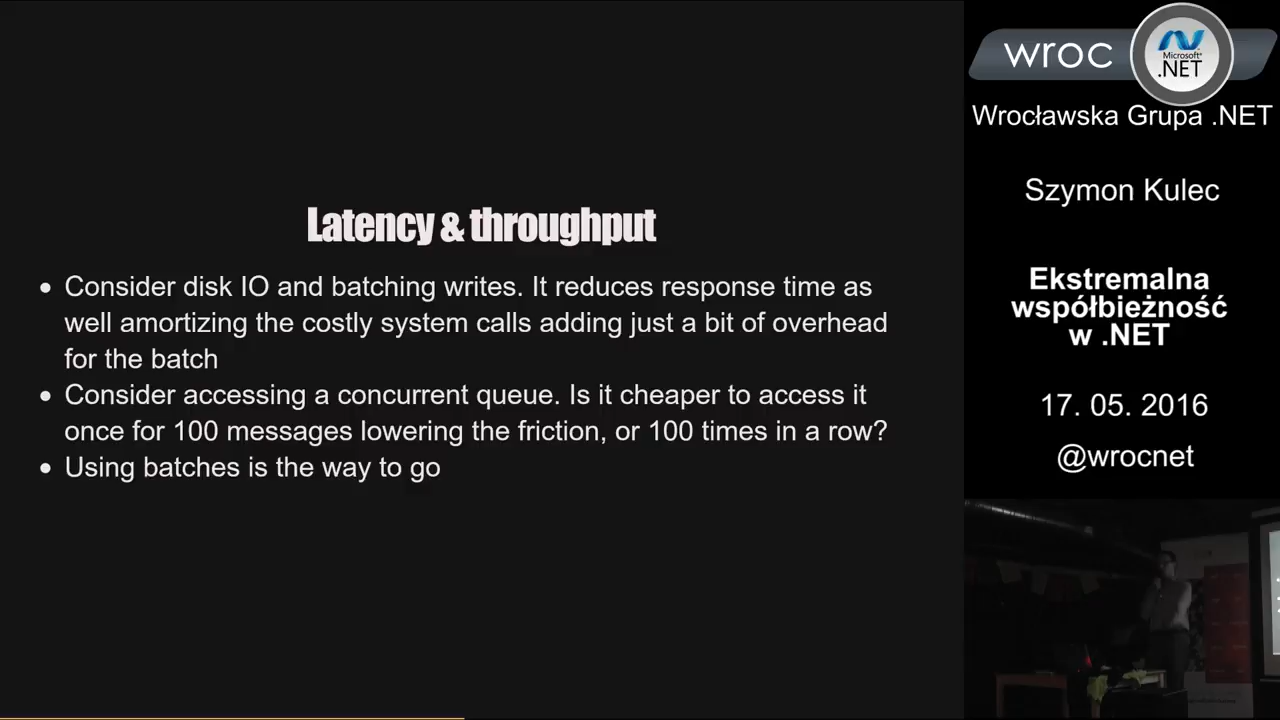 Latency & throughput
Consider disk IO and batching writes. It reduces response time as
well amortizing the costly system calls adding just a bit of overhead
for the batch
Consider accessing a concurrent queue. Is it cheaper to access it
once for 100 messages lowering the friction, or 100 times in a row?
Using batches is the way to go
wroc
Microsoft®
.NET
Wrocławska Grupa .NET
Szymon Kulec
Ekstremalna
współbieżność
w .NET
17. 05. 2016
@wrocnet